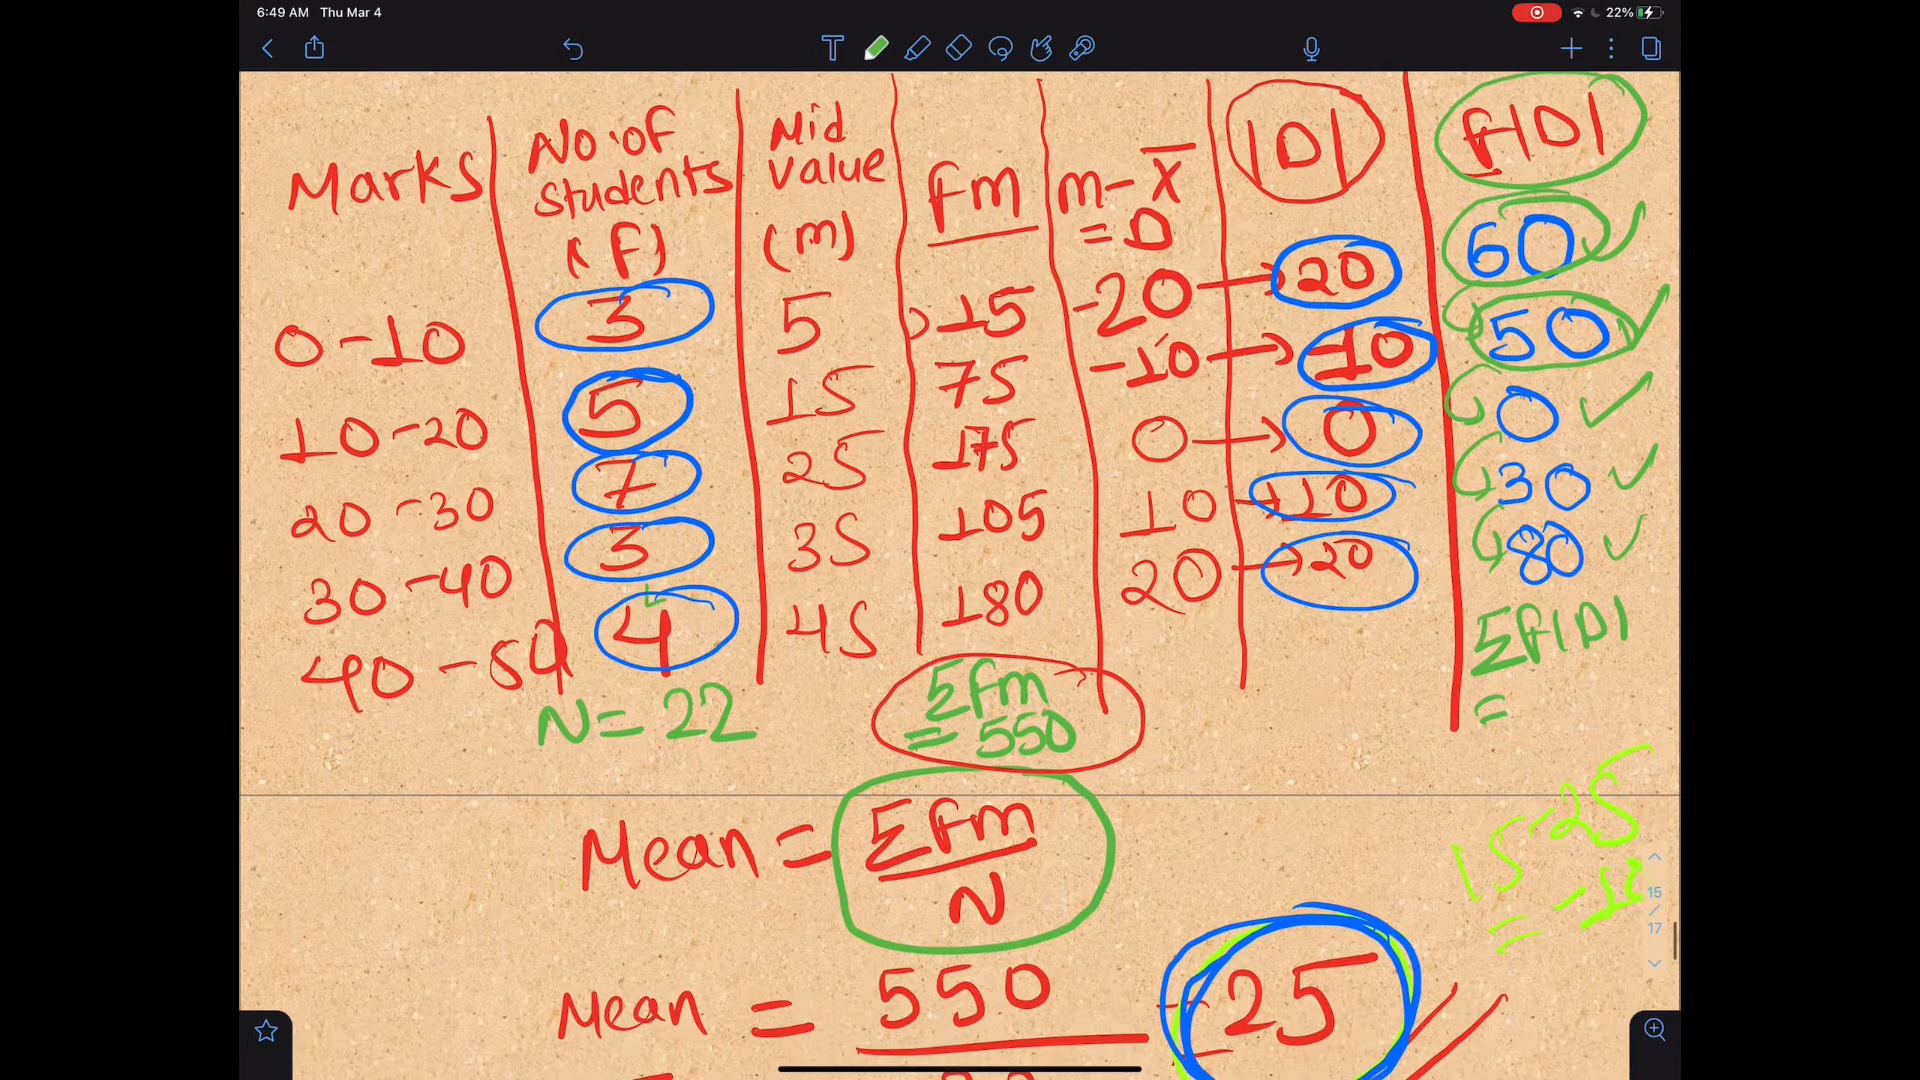 6:49 AM Thu Mar 4
22%
Marks No. of students (f) Mid value (m) fm m - X̅ = D |D| f|D|
0-10 3 5 15 -20 → 20 60
10-20 5 15 75 -10 → 10 50
20-30 7 25 175 0 → 0 0
30-40 3 35 105 10 → 10 30
40-50 4 45 180 20 → 20 80
N = 22 Σfm = 550 Σf|D| =
15-25
= -10
Mean = Σfm / N
Mean = 550 = 25
15 / 17